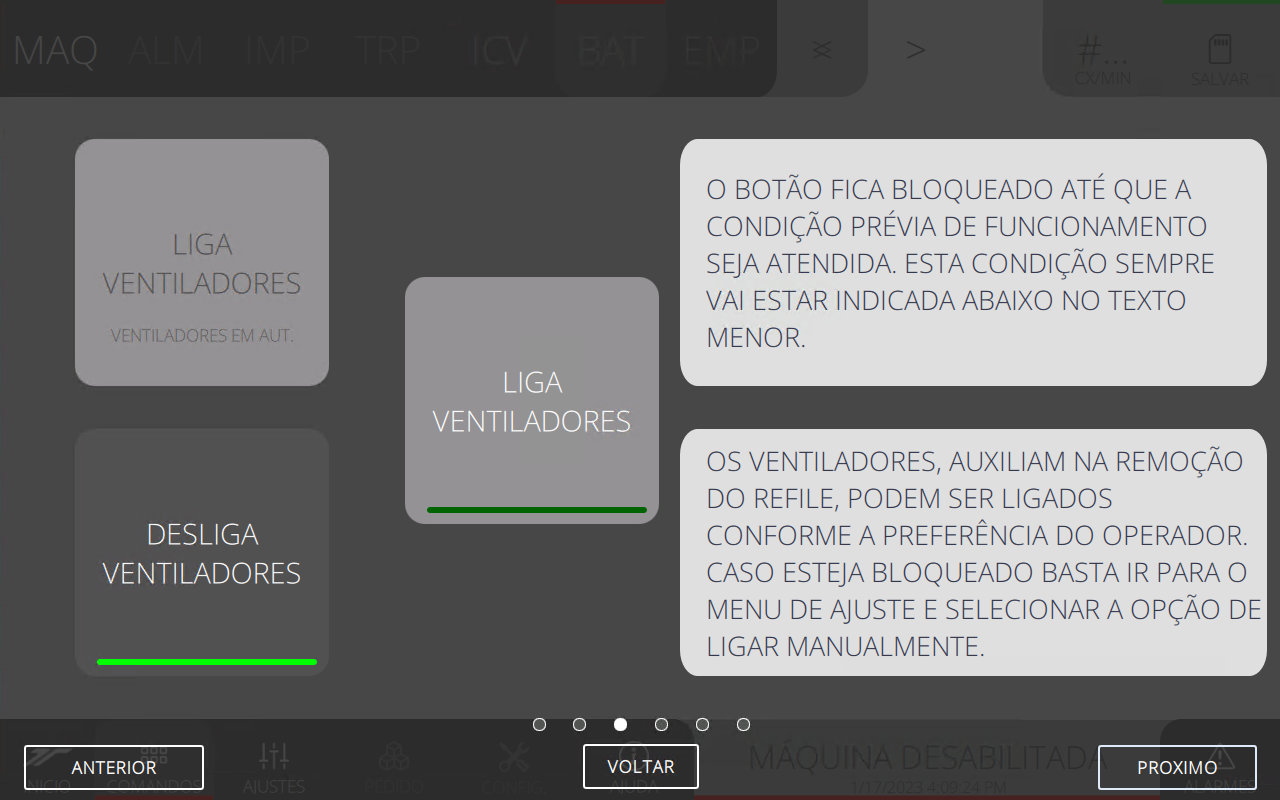 MAQ ALM IMP TRP ICV BAT EMP > #...
CX/MIN SALVAR
LIGA
VENTILADORES
VENTILADORES EM AUT.
DESLIGA
VENTILADORES
LIGA
VENTILADORES
O BOTÃO FICA BLOQUEADO ATÉ QUE A
CONDIÇÃO PRÉVIA DE FUNCIONAMENTO
SEJA ATENDIDA. ESTA CONDIÇÃO SEMPRE
VAI ESTAR INDICADA ABAIXO NO TEXTO
MENOR.
OS VENTILADORES, AUXILIAM NA REMOÇÃO
DO REFILE, PODEM SER LIGADOS
CONFORME A PREFERÊNCIA DO OPERADOR.
CASO ESTEJA BLOQUEADO BASTA IR PARA O
MENU DE AJUSTE E SELECIONAR A OPÇÃO DE
LIGAR MANUALMENTE.
MÁQUINA DESABILITADA
ANTERIOR VOLTAR PROXIMO
INICIO COMANDOS AJUSTES PEDIDO CONFIG AJUDA 1/17/2023 4:09:24 PM ALARMES